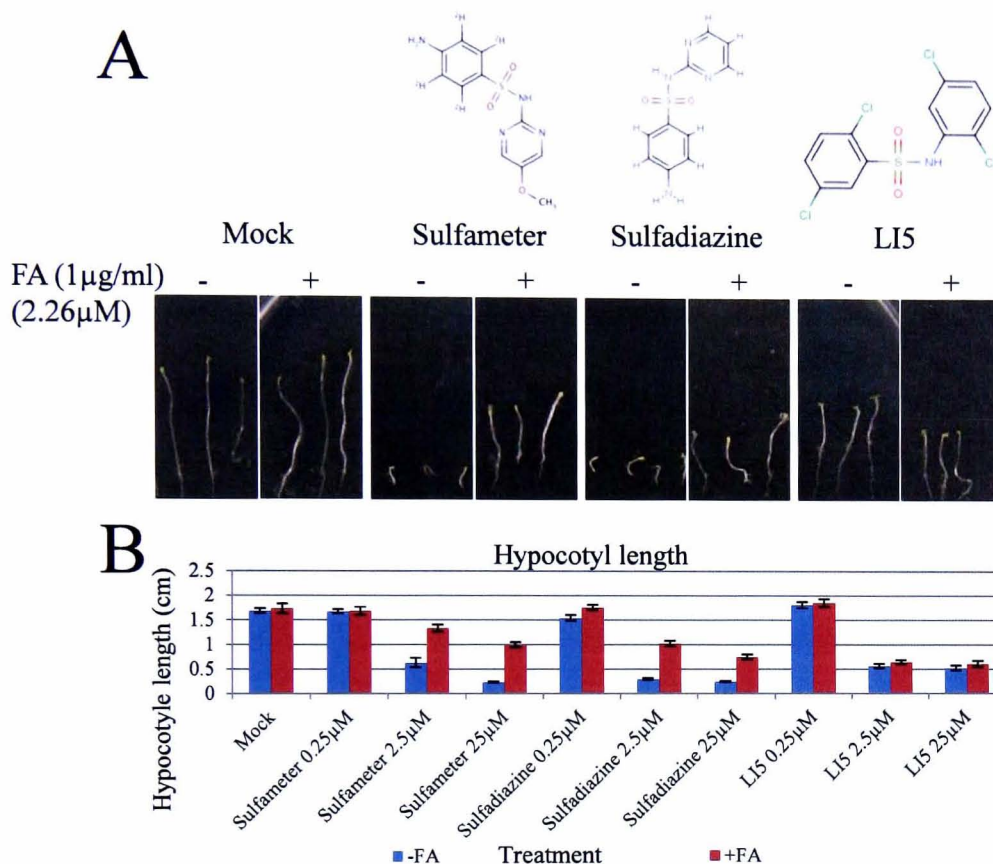 A
Mock
Sulfameter
Sulfadiazine
LI5
FA (1µg/ml)
(2.26µM)
- + - + - + - +
B
Hypocotyl length
Hypocotyle length (cm)
2.5
2
1.5
1
0.5
0
Mock
Sulfameter 0.25µM
Sulfameter 2.5µM
Sulfameter 25µM
Sulfadiazine 0.25µM
Sulfadiazine 2.5µM
Sulfadiazine 25µM
LI5 0.25µM
LI5 2.5µM
LI5 25µM
-FA Treatment +FA